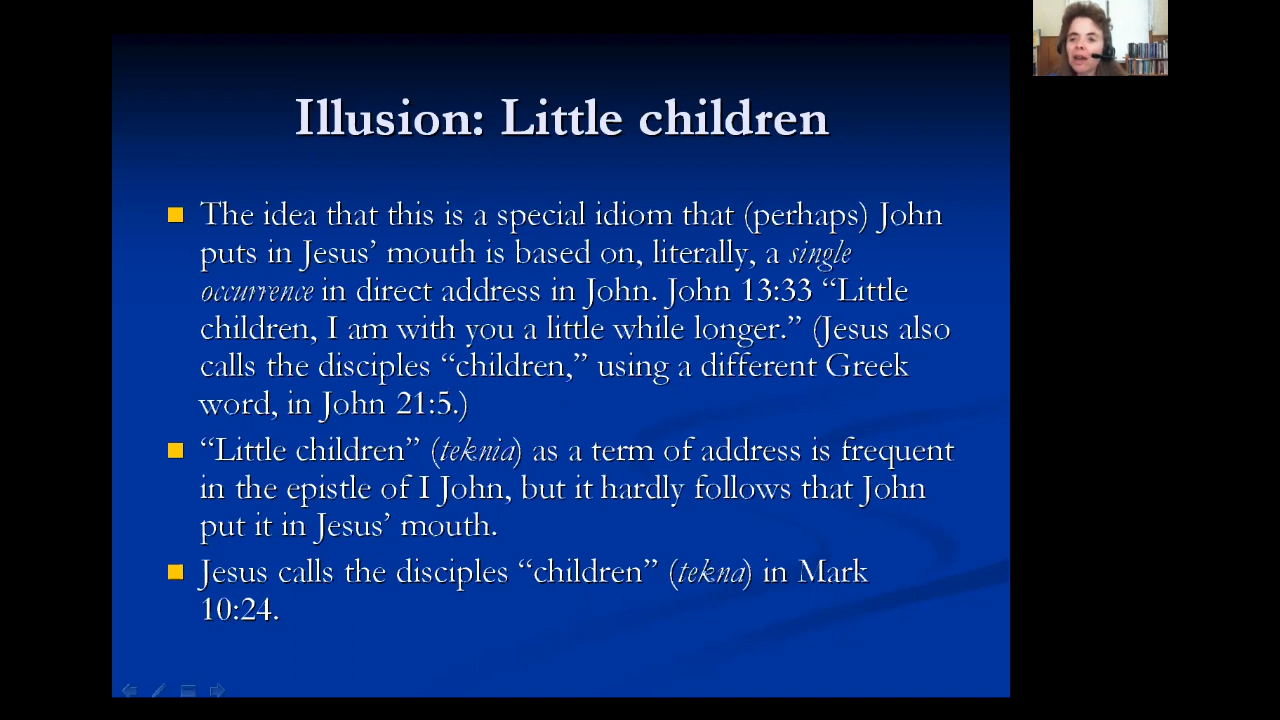 Illusion: Little children
The idea that this is a special idiom that (perhaps) John
puts in Jesus’ mouth is based on, literally, a single
occurrence in direct address in John. John 13:33 “Little
children, I am with you a little while longer.” (Jesus also
calls the disciples “children,” using a different Greek
word, in John 21:5.)
“Little children” (teknia) as a term of address is frequent
in the epistle of I John, but it hardly follows that John
put it in Jesus’ mouth.
Jesus calls the disciples “children” (tekna) in Mark
10:24.